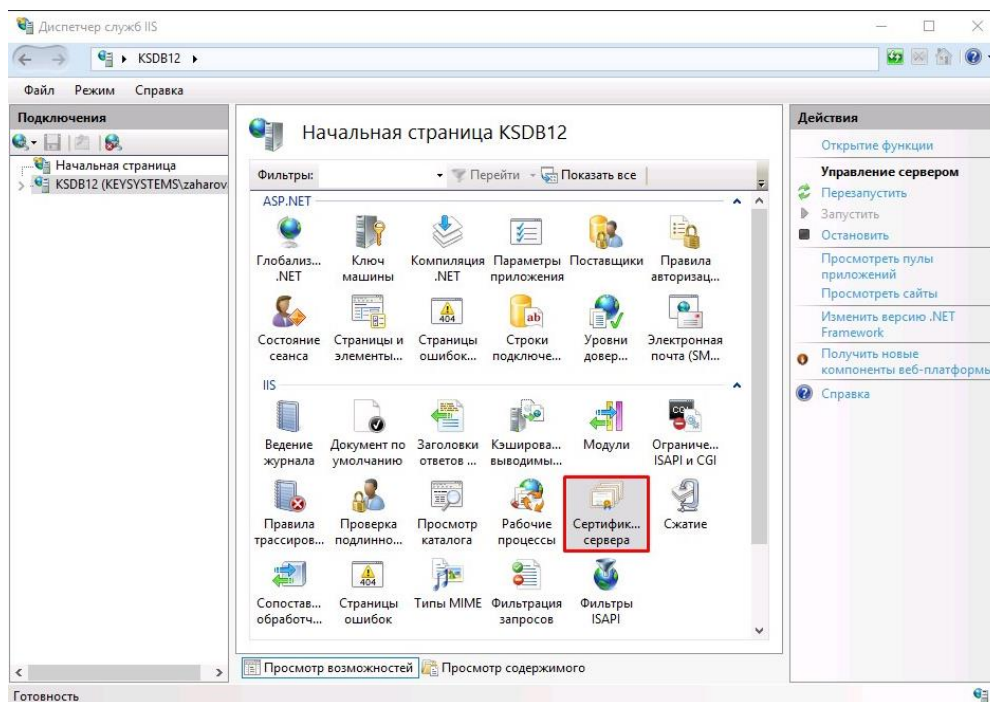 Диспетчер служб IIS
KSDB12
Файл Режим Справка
Подключения
Начальная страница
KSDB12 (KEYSYSTEMS\zaharov
Начальная страница KSDB12
Фильтры: Перейти Показать все
ASP.NET
Глобализ... Ключ Компиляция Параметры Поставщики Правила
.NET машины .NET приложения авторизац...
Состояние Страницы и Страницы Строки Уровни Электронная
сеанса элементы... ошибок... подключе... довер... почта (SM...
IIS
Ведение Документ по Заголовки Кэширова... Модули Ограниче...
журнала умолчанию ответов ... выводимы... ISAPI и CGI
Правила Проверка Просмотр Рабочие Сертифик... Сжатие
трассиров... подлинно... каталога процессы сервера
Сопостав... Страницы Типы MIME Фильтрация Фильтры
обработч... ошибок запросов ISAPI
Просмотр возможностей Просмотр содержимого
Действия
Открытие функции
Управление сервером
Перезапустить
Запустить
Остановить
Просмотреть пулы
приложений
Просмотреть сайты
Изменить версию .NET
Framework
Получить новые
компоненты веб-платформы
Справка
Готовность